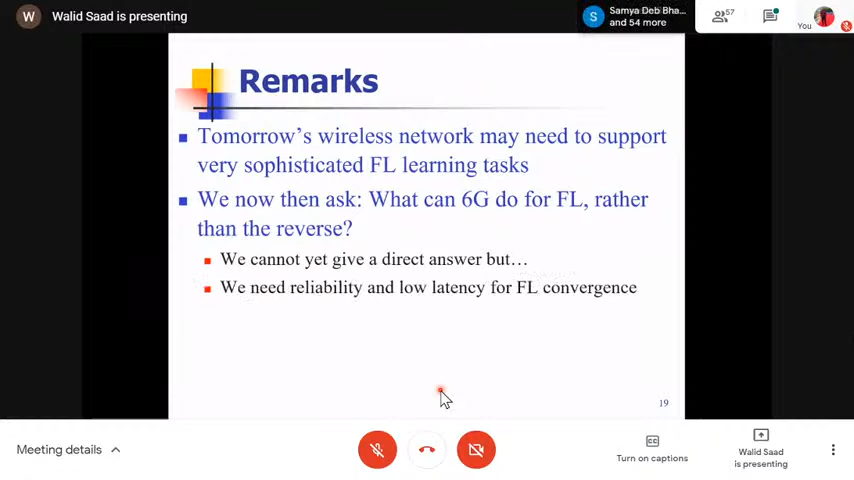 W Walid Saad is presenting
S Samya Deb Bha...
and 54 more
57
You
Remarks
Tomorrow's wireless network may need to support
very sophisticated FL learning tasks
We now then ask: What can 6G do for FL, rather
than the reverse?
We cannot yet give a direct answer but…
We need reliability and low latency for FL convergence
19
Meeting details
CC
Turn on captions
Walid Saad
is presenting